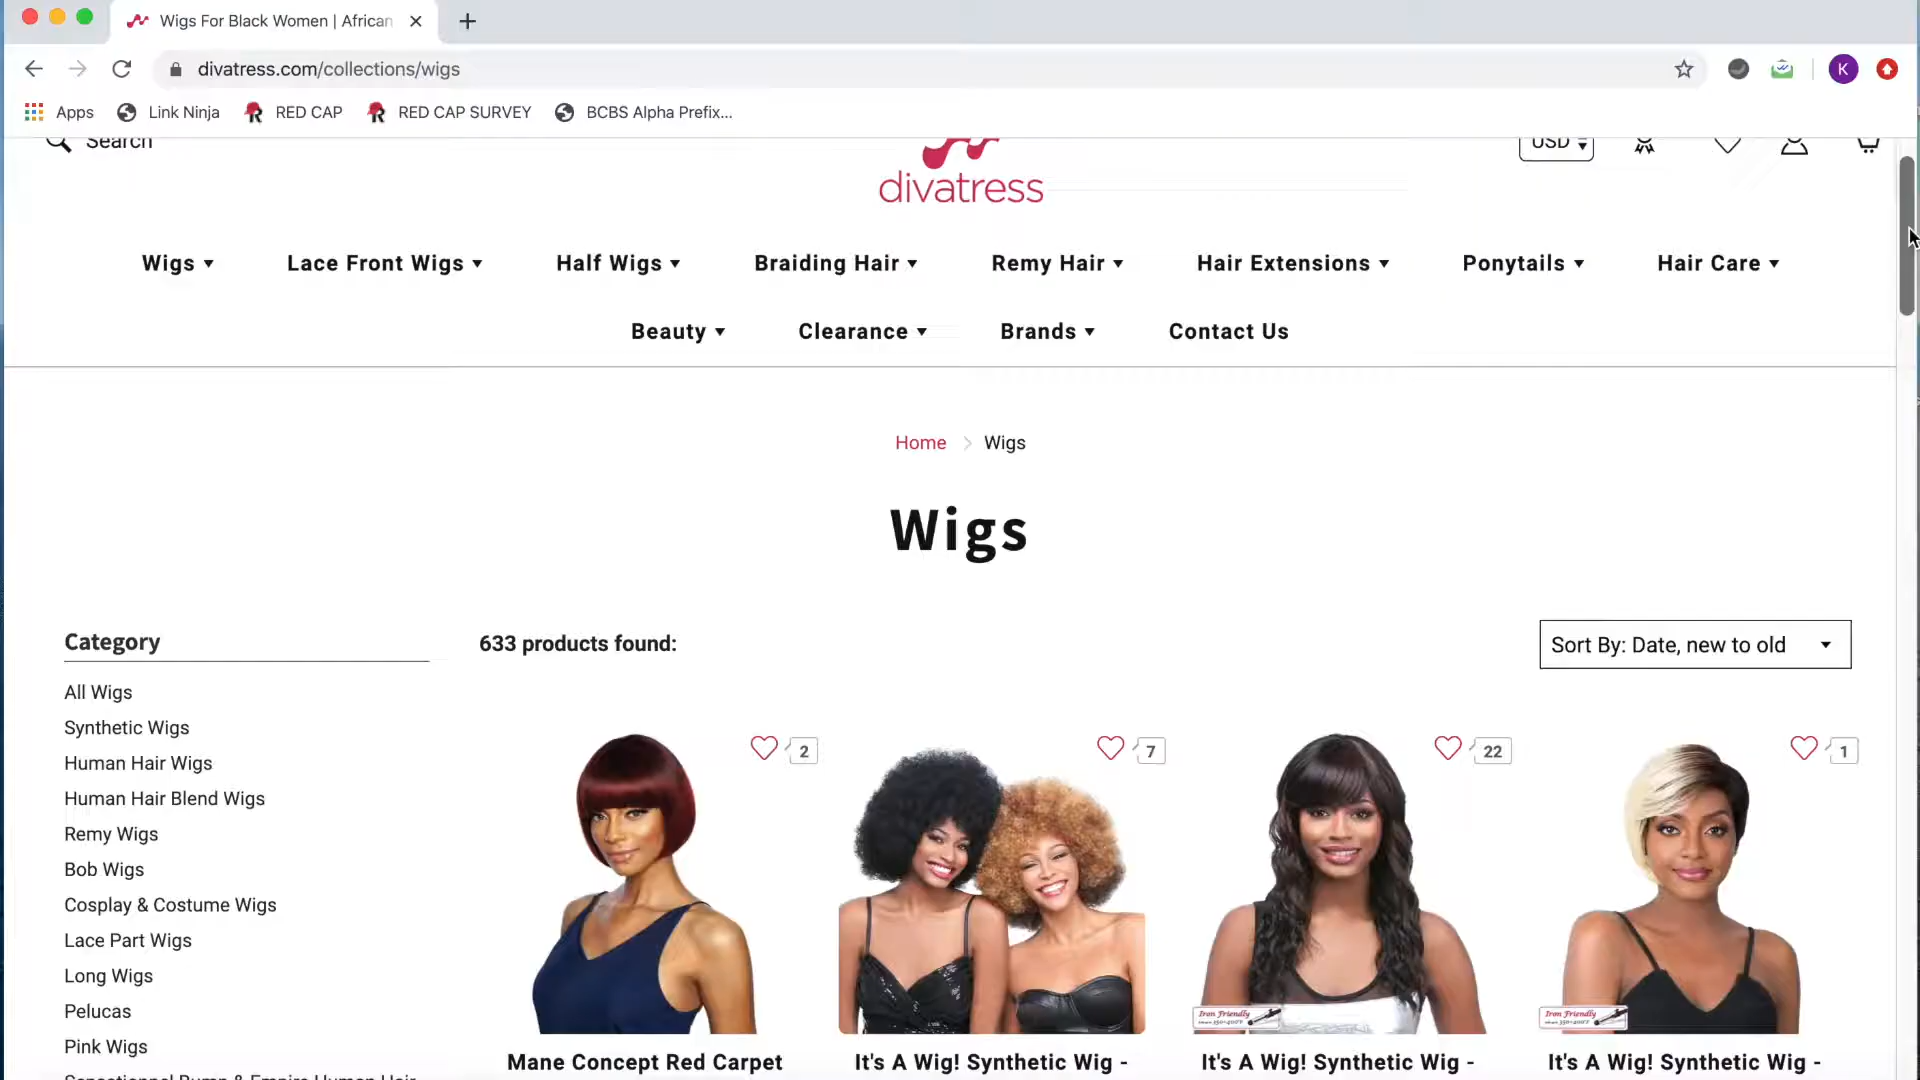 Wigs For Black Women | African
divatress.com/collections/wigs
K
Apps
Link Ninja
RED CAP
RED CAP SURVEY
BCBS Alpha Prefix...
Search
USD
divatress
Wigs
Lace Front Wigs
Half Wigs
Braiding Hair
Remy Hair
Hair Extensions
Ponytails
Hair Care
Beauty
Clearance
Brands
Contact Us
Home > Wigs
Wigs
Category
633 products found:
Sort By: Date, new to old
All Wigs
Synthetic Wigs
Human Hair Wigs
Human Hair Blend Wigs
Remy Wigs
Bob Wigs
Cosplay & Costume Wigs
Lace Part Wigs
Long Wigs
Pelucas
Pink Wigs
2
7
22
1
Iron Friendly
Iron Friendly
Mane Concept Red Carpet
It's A Wig! Synthetic Wig -
It's A Wig! Synthetic Wig -
It's A Wig! Synthetic Wig -